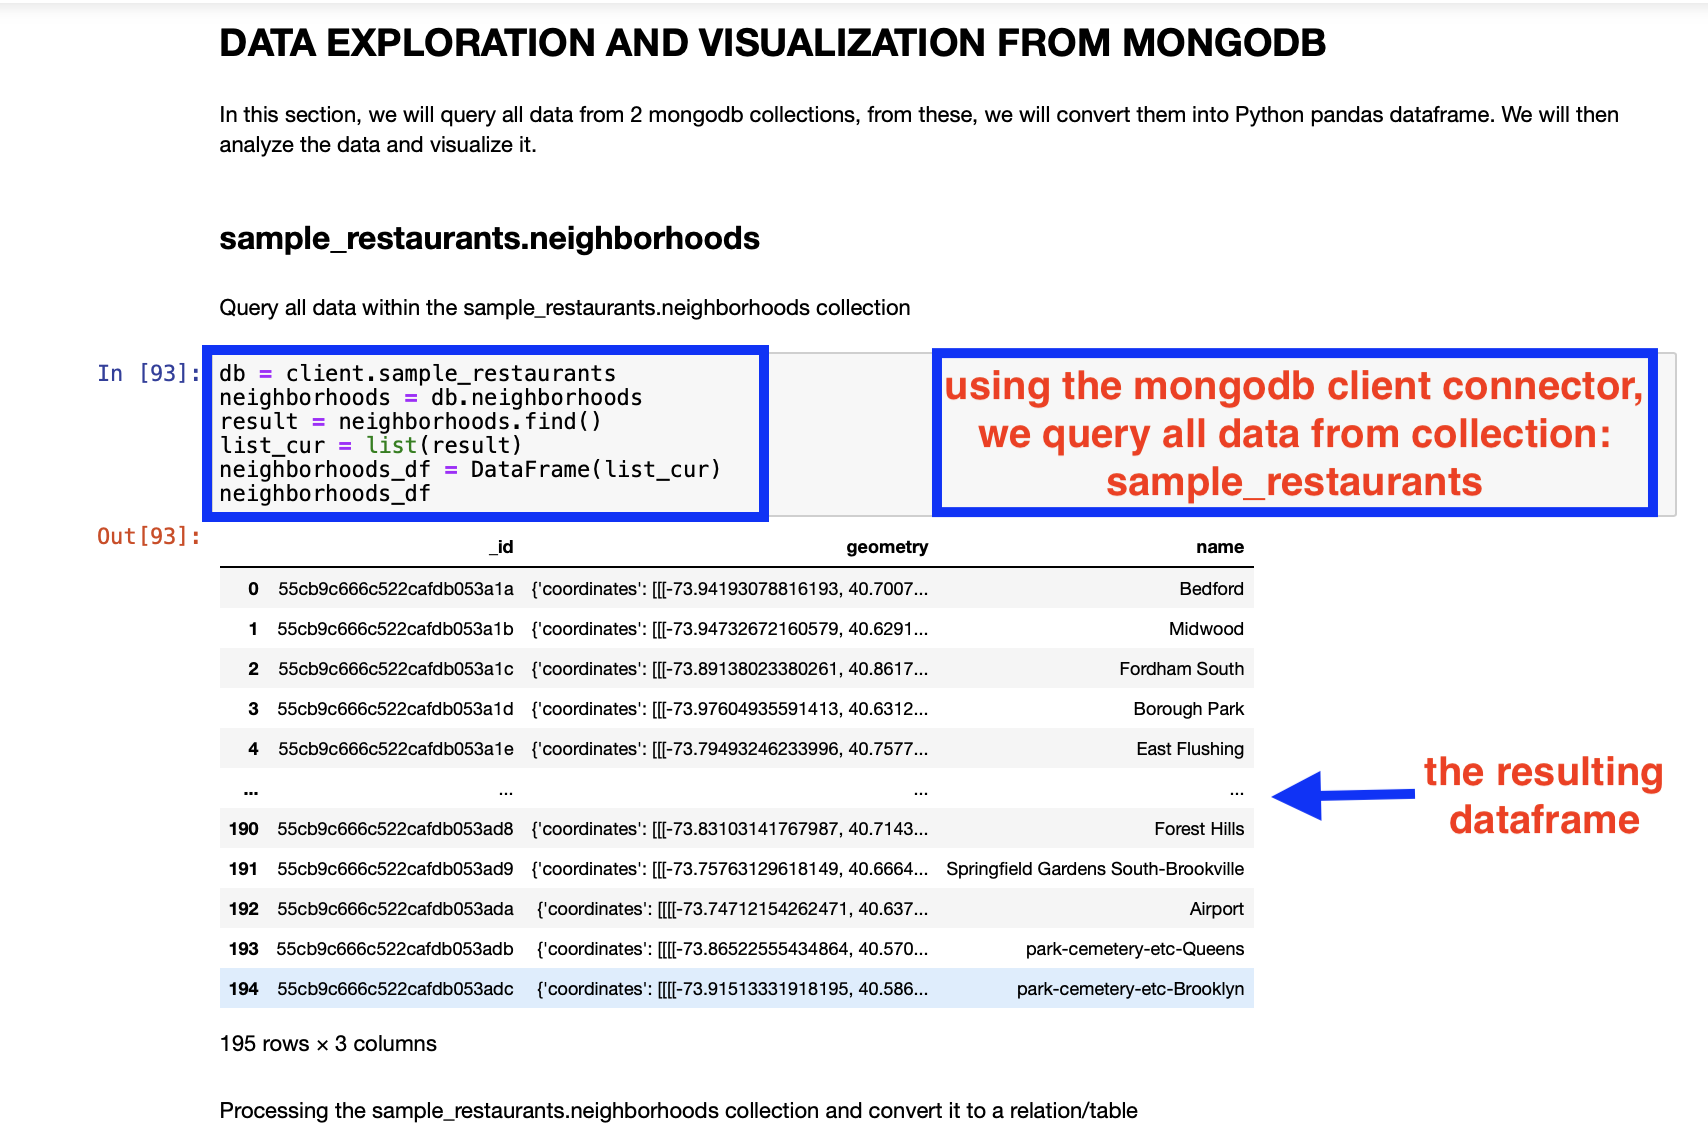 DATA EXPLORATION AND VISUALIZATION FROM MONGODB
In this section, we will query all data from 2 mongodb collections, from these, we will convert them into Python pandas dataframe. We will then
analyze the data and visualize it.
sample_restaurants.neighborhoods
Query all data within the sample_restaurants.neighborhoods collection
In [93]:
db = client.sample_restaurants
neighborhoods = db.neighborhoods
result = neighborhoods.find()
list_cur = list(result)
neighborhoods_df = DataFrame(list_cur)
neighborhoods_df
using the mongodb client connector,
we query all data from collection:
sample_restaurants
Out[93]:
_id geometry name
0 55cb9c666c522cafdb053a1a {'coordinates': [[[-73.94193078816193, 40.7007... Bedford
1 55cb9c666c522cafdb053a1b {'coordinates': [[[-73.94732672160579, 40.6291... Midwood
2 55cb9c666c522cafdb053a1c {'coordinates': [[[-73.89138023380261, 40.8617... Fordham South
3 55cb9c666c522cafdb053a1d {'coordinates': [[[-73.97604935591413, 40.6312... Borough Park
4 55cb9c666c522cafdb053a1e {'coordinates': [[[-73.79493246233996, 40.7577... East Flushing
... ... ... ...
190 55cb9c666c522cafdb053ad8 {'coordinates': [[[-73.83103141767987, 40.7143... Forest Hills
191 55cb9c666c522cafdb053ad9 {'coordinates': [[[-73.75763129618149, 40.6664... Springfield Gardens South-Brookville
192 55cb9c666c522cafdb053ada {'coordinates': [[[[-73.74712154262471, 40.637... Airport
193 55cb9c666c522cafdb053adb {'coordinates': [[[[-73.86522555434864, 40.570... park-cemetery-etc-Queens
194 55cb9c666c522cafdb053adc {'coordinates': [[[[-73.91513331918195, 40.586... park-cemetery-etc-Brooklyn
the resulting
dataframe
195 rows × 3 columns
Processing the sample_restaurants.neighborhoods collection and convert it to a relation/table